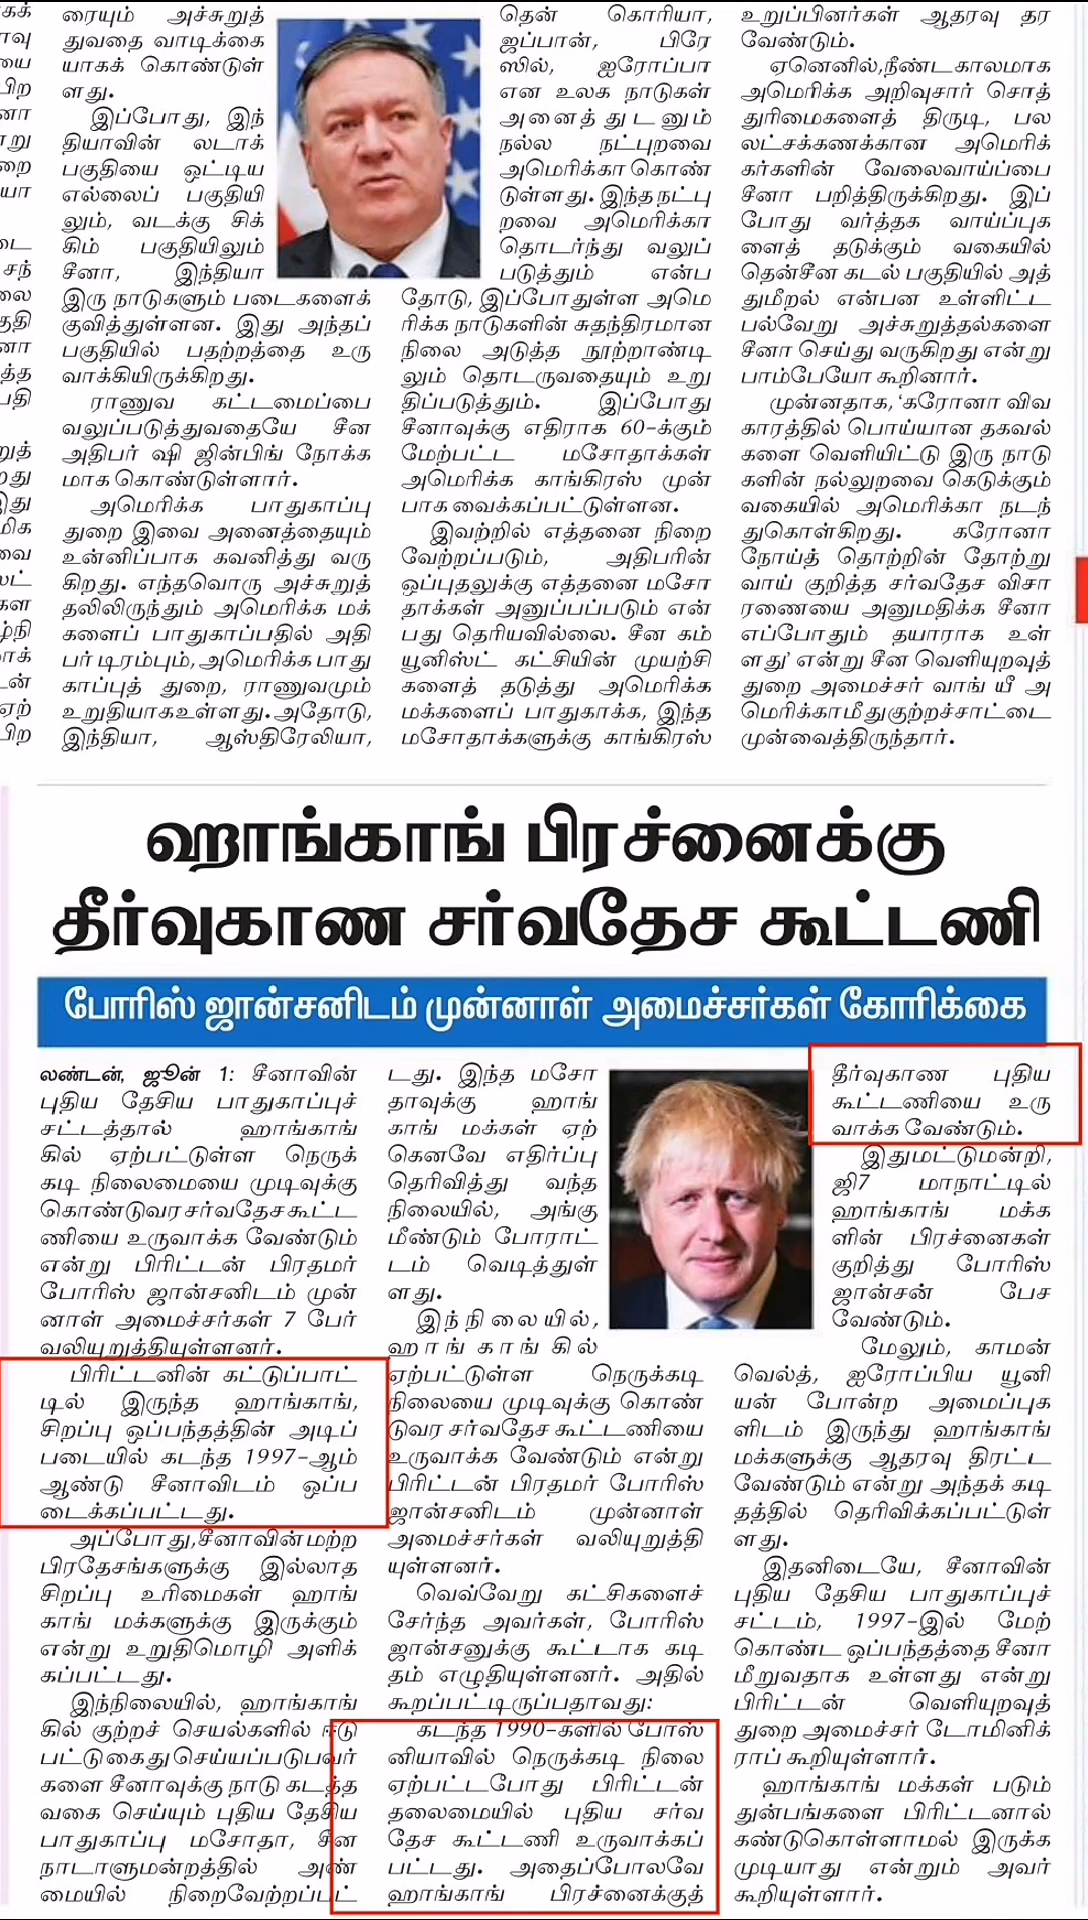 ரையும் அச்சுறுத்
துவதை வாடிக்கை
யாகக் கொண்டுள்
ளது.
இப்போது, இந்
தியாவின் லடாக்
பகுதியை ஒட்டிய
எல்லைப் பகுதியி
லும், வடக்கு சிக்
கிம் பகுதியிலும்
சீனா, இந்தியா
இரு நாடுகளும் படைகளைக்
குவித்துள்ளன. இது அந்தப்
பகுதியில் பதற்றத்தை உரு
வாக்கியிருக்கிறது.
ராணுவ கட்டமைப்பை
வலுப்படுத்துவதையே சீன
அதிபர் ஷி ஜின்பிங் நோக்க
மாக கொண்டுள்ளார்.
அமெரிக்க பாதுகாப்பு
துறை இவை அனைத்தையும்
உன்னிப்பாக கவனித்து வரு
கிறது. எந்தவொரு அச்சுறுத்
தலிலிருந்தும் அமெரிக்க மக்
களைப் பாதுகாப்பதில் அதி
பர் டிரம்பும், அமெரிக்க பாது
காப்புத் துறை, ராணுவமும்
உறுதியாக உள்ளது. அதோடு,
இந்தியா, ஆஸ்திரேலியா,
தென் கொரியா,
ஜப்பான், பிரே
ஸில், ஐரோப்பா
என உலக நாடுகள்
அனைத்துடனும்
நல்ல நட்புறவை
அமெரிக்கா கொண்
டுள்ளது. இந்த நட்பு
றவை அமெரிக்கா
தொடர்ந்து வலுப்
படுத்தும் என்ப
தோடு, இப்போதுள்ள அமெ
ரிக்க நாடுகளின் சுதந்திரமான
நிலை அடுத்த நூற்றாண்டி
லும் தொடருவதையும் உறு
திப்படுத்தும். இப்போது
சீனாவுக்கு எதிராக 60-க்கும்
மேற்பட்ட மசோதாக்கள்
அமெரிக்க காங்கிரஸ் முன்
பாக வைக்கப்பட்டுள்ளன.
இவற்றில் எத்தனை நிறை
வேற்றப்படும், அதிபரின்
ஒப்புதலுக்கு எத்தனை மசோ
தாக்கள் அனுப்பப்படும் என்
பது தெரியவில்லை. சீன கம்
யூனிஸ்ட் கட்சியின் முயற்சி
களைத் தடுத்து அமெரிக்க
மக்களைப் பாதுகாக்க, இந்த
மசோதாக்களுக்கு காங்கிரஸ்
உறுப்பினர்கள் ஆதரவு தர
வேண்டும்.
ஏனெனில், நீண்டகாலமாக
அமெரிக்க அறிவுசார் சொத்
துரிமைகளைத் திருடி, பல
லட்சக்கணக்கான அமெரிக்
கர்களின் வேலைவாய்ப்பை
சீனா பறித்திருக்கிறது. இப்
போது வர்த்தக வாய்ப்புக
ளைத் தடுக்கும் வகையில்
தென்சீன கடல் பகுதியில் அத்
துமீறல் என்பன உள்ளிட்ட
பல்வேறு அச்சுறுத்தல்களை
சீனா செய்து வருகிறது என்று
பாம்பேயோ கூறினார்.
முன்னதாக, 'கரோனா விவ
காரத்தில் பொய்யான தகவல்
களை வெளியிட்டு இரு நாடு
களின் நல்லுறவை கெடுக்கும்
வகையில் அமெரிக்கா நடந்
துகொள்கிறது. கரோனா
நோய்த் தொற்றின் தோற்று
வாய் குறித்த சர்வதேச விசா
ரணையை அனுமதிக்க சீனா
எப்போதும் தயாராக உள்
ளது' என்று சீன வெளியுறவுத்
துறை அமைச்சர் வாங் யீ அ
மெரிக்கா மீது குற்றச்சாட்டை
முன்வைத்திருந்தார்.
ஹாங்காங் பிரச்னைக்கு
தீர்வுகாண சர்வதேச கூட்டணி
போரிஸ் ஜான்சனிடம் முன்னாள் அமைச்சர்கள் கோரிக்கை
லண்டன், ஜூன் 1: சீனாவின்
புதிய தேசிய பாதுகாப்புச்
சட்டத்தால் ஹாங்காங்
கில் ஏற்பட்டுள்ள நெருக்
கடி நிலைமையை முடிவுக்கு
கொண்டுவர சர்வதேச கூட்ட
ணியை உருவாக்க வேண்டும்
என்று பிரிட்டன் பிரதமர்
போரிஸ் ஜான்சனிடம் முன்
னாள் அமைச்சர்கள் 7 பேர்
வலியுறுத்தியுள்ளனர்.
பிரிட்டனின் கட்டுப்பாட்
டில் இருந்த ஹாங்காங்,
சிறப்பு ஒப்பந்தத்தின் அடிப்
படையில் கடந்த 1997-ஆம்
ஆண்டு சீனாவிடம் ஒப்ப
டைக்கப்பட்டது.
அப்போது, சீனாவின் மற்ற
பிரதேசங்களுக்கு இல்லாத
சிறப்பு உரிமைகள் ஹாங்
காங் மக்களுக்கு இருக்கும்
என்று உறுதிமொழி அளிக்
கப்பட்டது.
இந்நிலையில், ஹாங்காங்
கில் குற்றச் செயல்களில் ஈடு
பட்டு கைது செய்யப்படுபவர்
களை சீனாவுக்கு நாடு கடத்த
வகை செய்யும் புதிய தேசிய
பாதுகாப்பு மசோதா, சீன
நாடாளுமன்றத்தில் அண்
மையில் நிறைவேற்றப்பட்
டது. இந்த மசோ
தாவுக்கு ஹாங்
காங் மக்கள் ஏற்
கெனவே எதிர்ப்பு
தெரிவித்து வந்த
நிலையில், அங்கு
மீண்டும் போராட்
டம் வெடித்துள்
ளது.
இந்நிலையில்,
ஹாங்காங்கில்
ஏற்பட்டுள்ள நெருக்கடி
நிலையை முடிவுக்கு கொண்
டுவர சர்வதேச கூட்டணியை
உருவாக்க வேண்டும் என்று
பிரிட்டன் பிரதமர் போரிஸ்
ஜான்சனிடம் முன்னாள்
அமைச்சர்கள் வலியுறுத்தி
யுள்ளனர்.
வெவ்வேறு கட்சிகளைச்
சேர்ந்த அவர்கள், போரிஸ்
ஜான்சனுக்கு கூட்டாக கடி
தம் எழுதியுள்ளனர். அதில்
கூறப்பட்டிருப்பதாவது:
கடந்த 1990-களில் போஸ்
னியாவில் நெருக்கடி நிலை
ஏற்பட்டபோது பிரிட்டன்
தலைமையில் புதிய சர்வ
தேச கூட்டணி உருவாக்கப்
பட்டது. அதைப்போலவே
ஹாங்காங் பிரச்னைக்குத்
தீர்வுகாண புதிய
கூட்டணியை உரு
வாக்க வேண்டும்.
இதுமட்டுமன்றி,
ஜி7 மாநாட்டில்
ஹாங்காங் மக்க
ளின் பிரச்னைகள்
குறித்து போரிஸ்
ஜான்சன் பேச
வேண்டும்.
மேலும், காமன்
வெல்த், ஐரோப்பிய யூனி
யன் போன்ற அமைப்புக
ளிடம் இருந்து ஹாங்காங்
மக்களுக்கு ஆதரவு திரட்ட
வேண்டும் என்று அந்தக் கடி
தத்தில் தெரிவிக்கப்பட்டுள்
ளது.
இதனிடையே, சீனாவின்
புதிய தேசிய பாதுகாப்புச்
சட்டம், 1997-இல் மேற்
கொண்ட ஒப்பந்தத்தை சீனா
மீறுவதாக உள்ளது என்று
பிரிட்டன் வெளியுறவுத்
துறை அமைச்சர் டோமினிக்
ராப் கூறியுள்ளார்.
ஹாங்காங் மக்கள் படும்
துன்பங்களை பிரிட்டனால்
கண்டுகொள்ளாமல் இருக்க
முடியாது என்றும் அவர்
கூறியுள்ளார்.